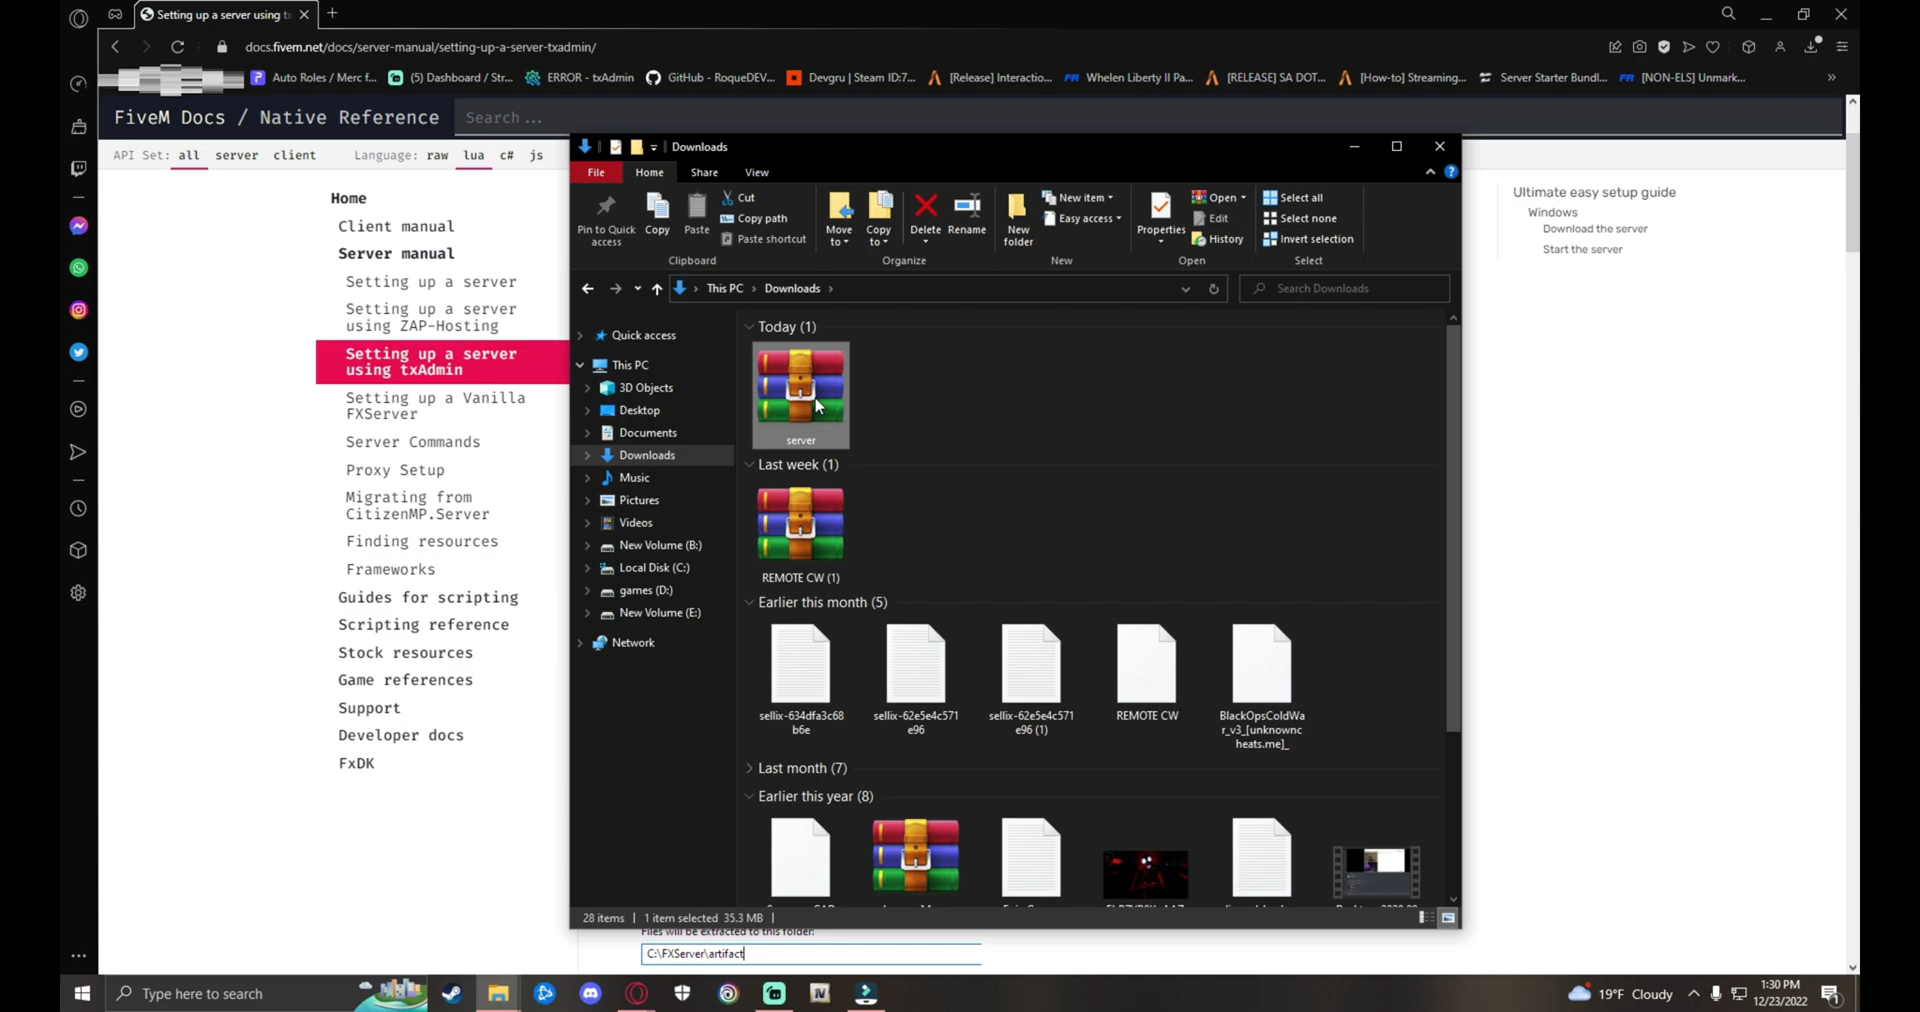 Setting up a server using t
docs.fivem.net/docs/server-manual/setting-up-a-server-txadmin/
Auto Roles / Merc f...
(5) Dashboard / Str...
ERROR - txAdmin
GitHub - RoqueDEV...
Devgru | Steam ID:7...
[Release] Interactio...
Whelen Liberty II Pa...
[RELEASE] SA DOT...
[How-to] Streaming...
Server Starter Bundl...
[NON-ELS] Unmark...
FiveM Docs / Native Reference
Search ...
API Set: all server client
Language: raw lua c# js
Home
Client manual
Server manual
Setting up a server
Setting up a server
using ZAP-Hosting
Setting up a server
using txAdmin
Setting up a Vanilla
FXServer
Server Commands
Proxy Setup
Migrating from
CitizenMP.Server
Finding resources
Frameworks
Guides for scripting
Scripting reference
Stock resources
Game references
Support
Developer docs
FxDK
Downloads
File
Home
Share
View
Pin to Quick
access
Copy
Paste
Cut
Copy path
Paste shortcut
Clipboard
Move
to
Copy
to
Delete
Rename
Organize
New
folder
New item
Easy access
New
Properties
Open
Edit
History
Open
Select all
Select none
Invert selection
Select
This PC
Downloads
Search Downloads
Quick access
This PC
3D Objects
Desktop
Documents
Downloads
Music
Pictures
Videos
New Volume (B:)
Local Disk (C:)
games (D:)
New Volume (E:)
Network
Today (1)
server
Last week (1)
REMOTE CW (1)
Earlier this month (5)
sellix-634dfa3c68
b6e
sellix-62e5e4c571
e96
sellix-62e5e4c571
e96 (1)
REMOTE CW
BlackOpsColdWa
r_v3_[unknownc
heats.me]_
Last month (7)
Earlier this year (8)
28 items
1 item selected 35.3 MB
Ultimate easy setup guide
Windows
Download the server
Start the server
Files will be extracted to this folder:
C:\FXServer\artifact
Type here to search
19°F Cloudy
1:30 PM
12/23/2022
1